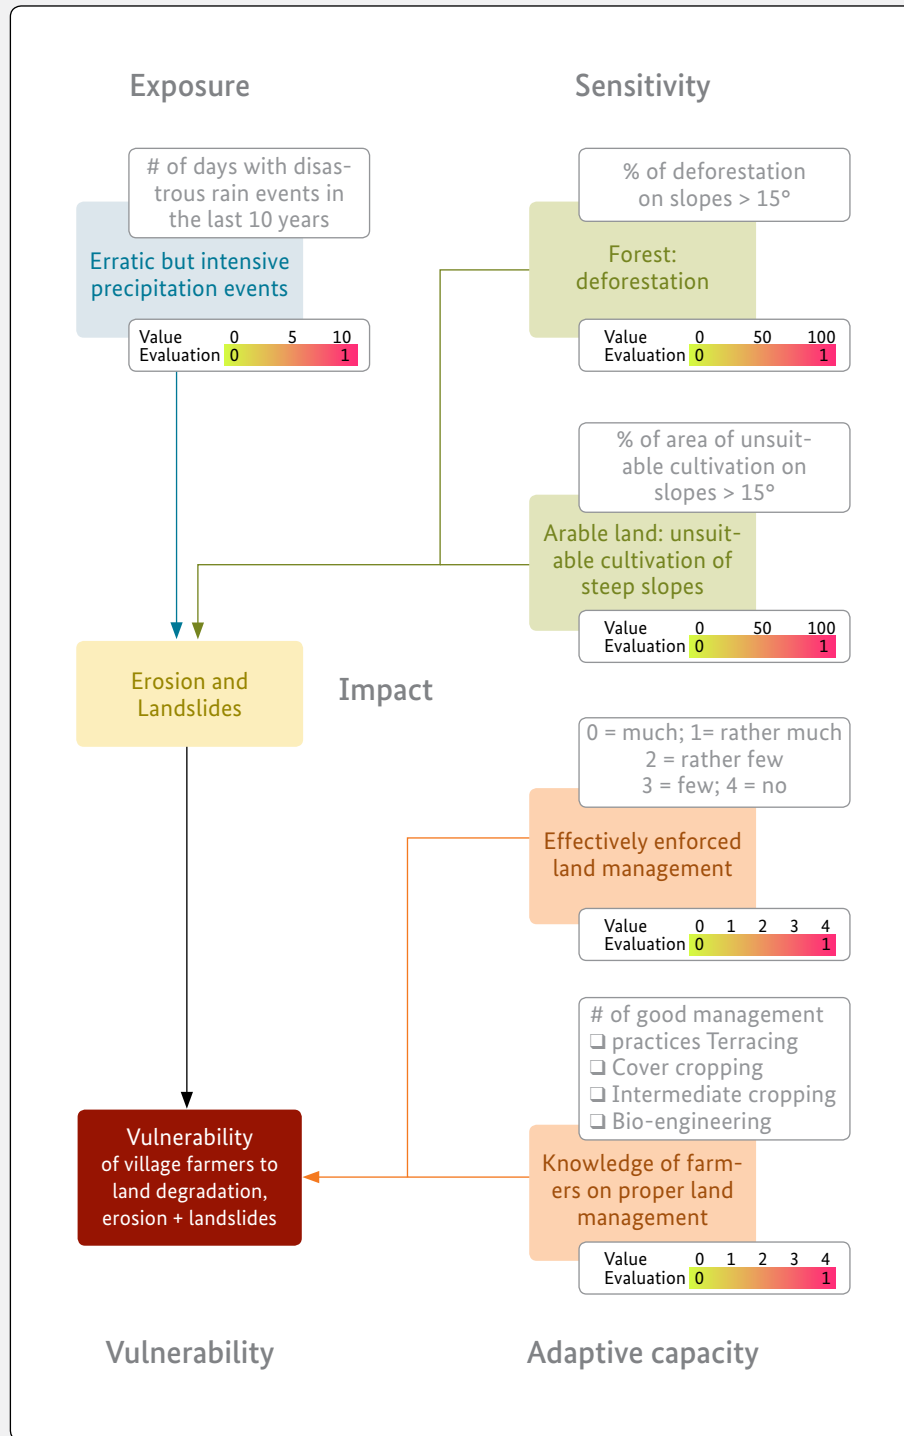 Exposure
Sensitivity
# of days with disas-
trous rain events in
the last 10 years
Erratic but intensive
precipitation events
Value 0 5 10
Evaluation 0 1
% of deforestation
on slopes > 15°
Forest:
deforestation
Value 0 50 100
Evaluation 0 1
% of area of unsuit-
able cultivation on
slopes > 15°
Arable land: unsuit-
able cultivation of
steep slopes
Value 0 50 100
Evaluation 0 1
Erosion and
Landslides
Impact
0 = much; 1= rather much
2 = rather few
3 = few; 4 = no
Effectively enforced
land management
Value 0 1 2 3 4
Evaluation 0 1
# of good management
❑ practices Terracing
❑ Cover cropping
❑ Intermediate cropping
❑ Bio-engineering
Knowledge of farm-
ers on proper land
management
Value 0 1 2 3 4
Evaluation 0 1
Vulnerability
of village farmers to
land degradation,
erosion + landslides
Vulnerability
Adaptive capacity